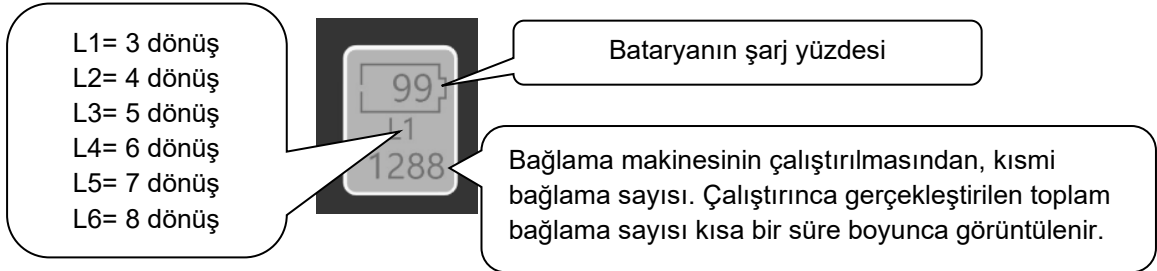 L1= 3 dönüş
L2= 4 dönüş
L3= 5 dönüş
L4= 6 dönüş
L5= 7 dönüş
L6= 8 dönüş
99
L1
1288
Bataryanın şarj yüzdesi
Bağlama makinesinin çalıştırılmasından, kısmi
bağlama sayısı. Çalıştırınca gerçekleştirilen toplam
bağlama sayısı kısa bir süre boyunca görüntülenir.